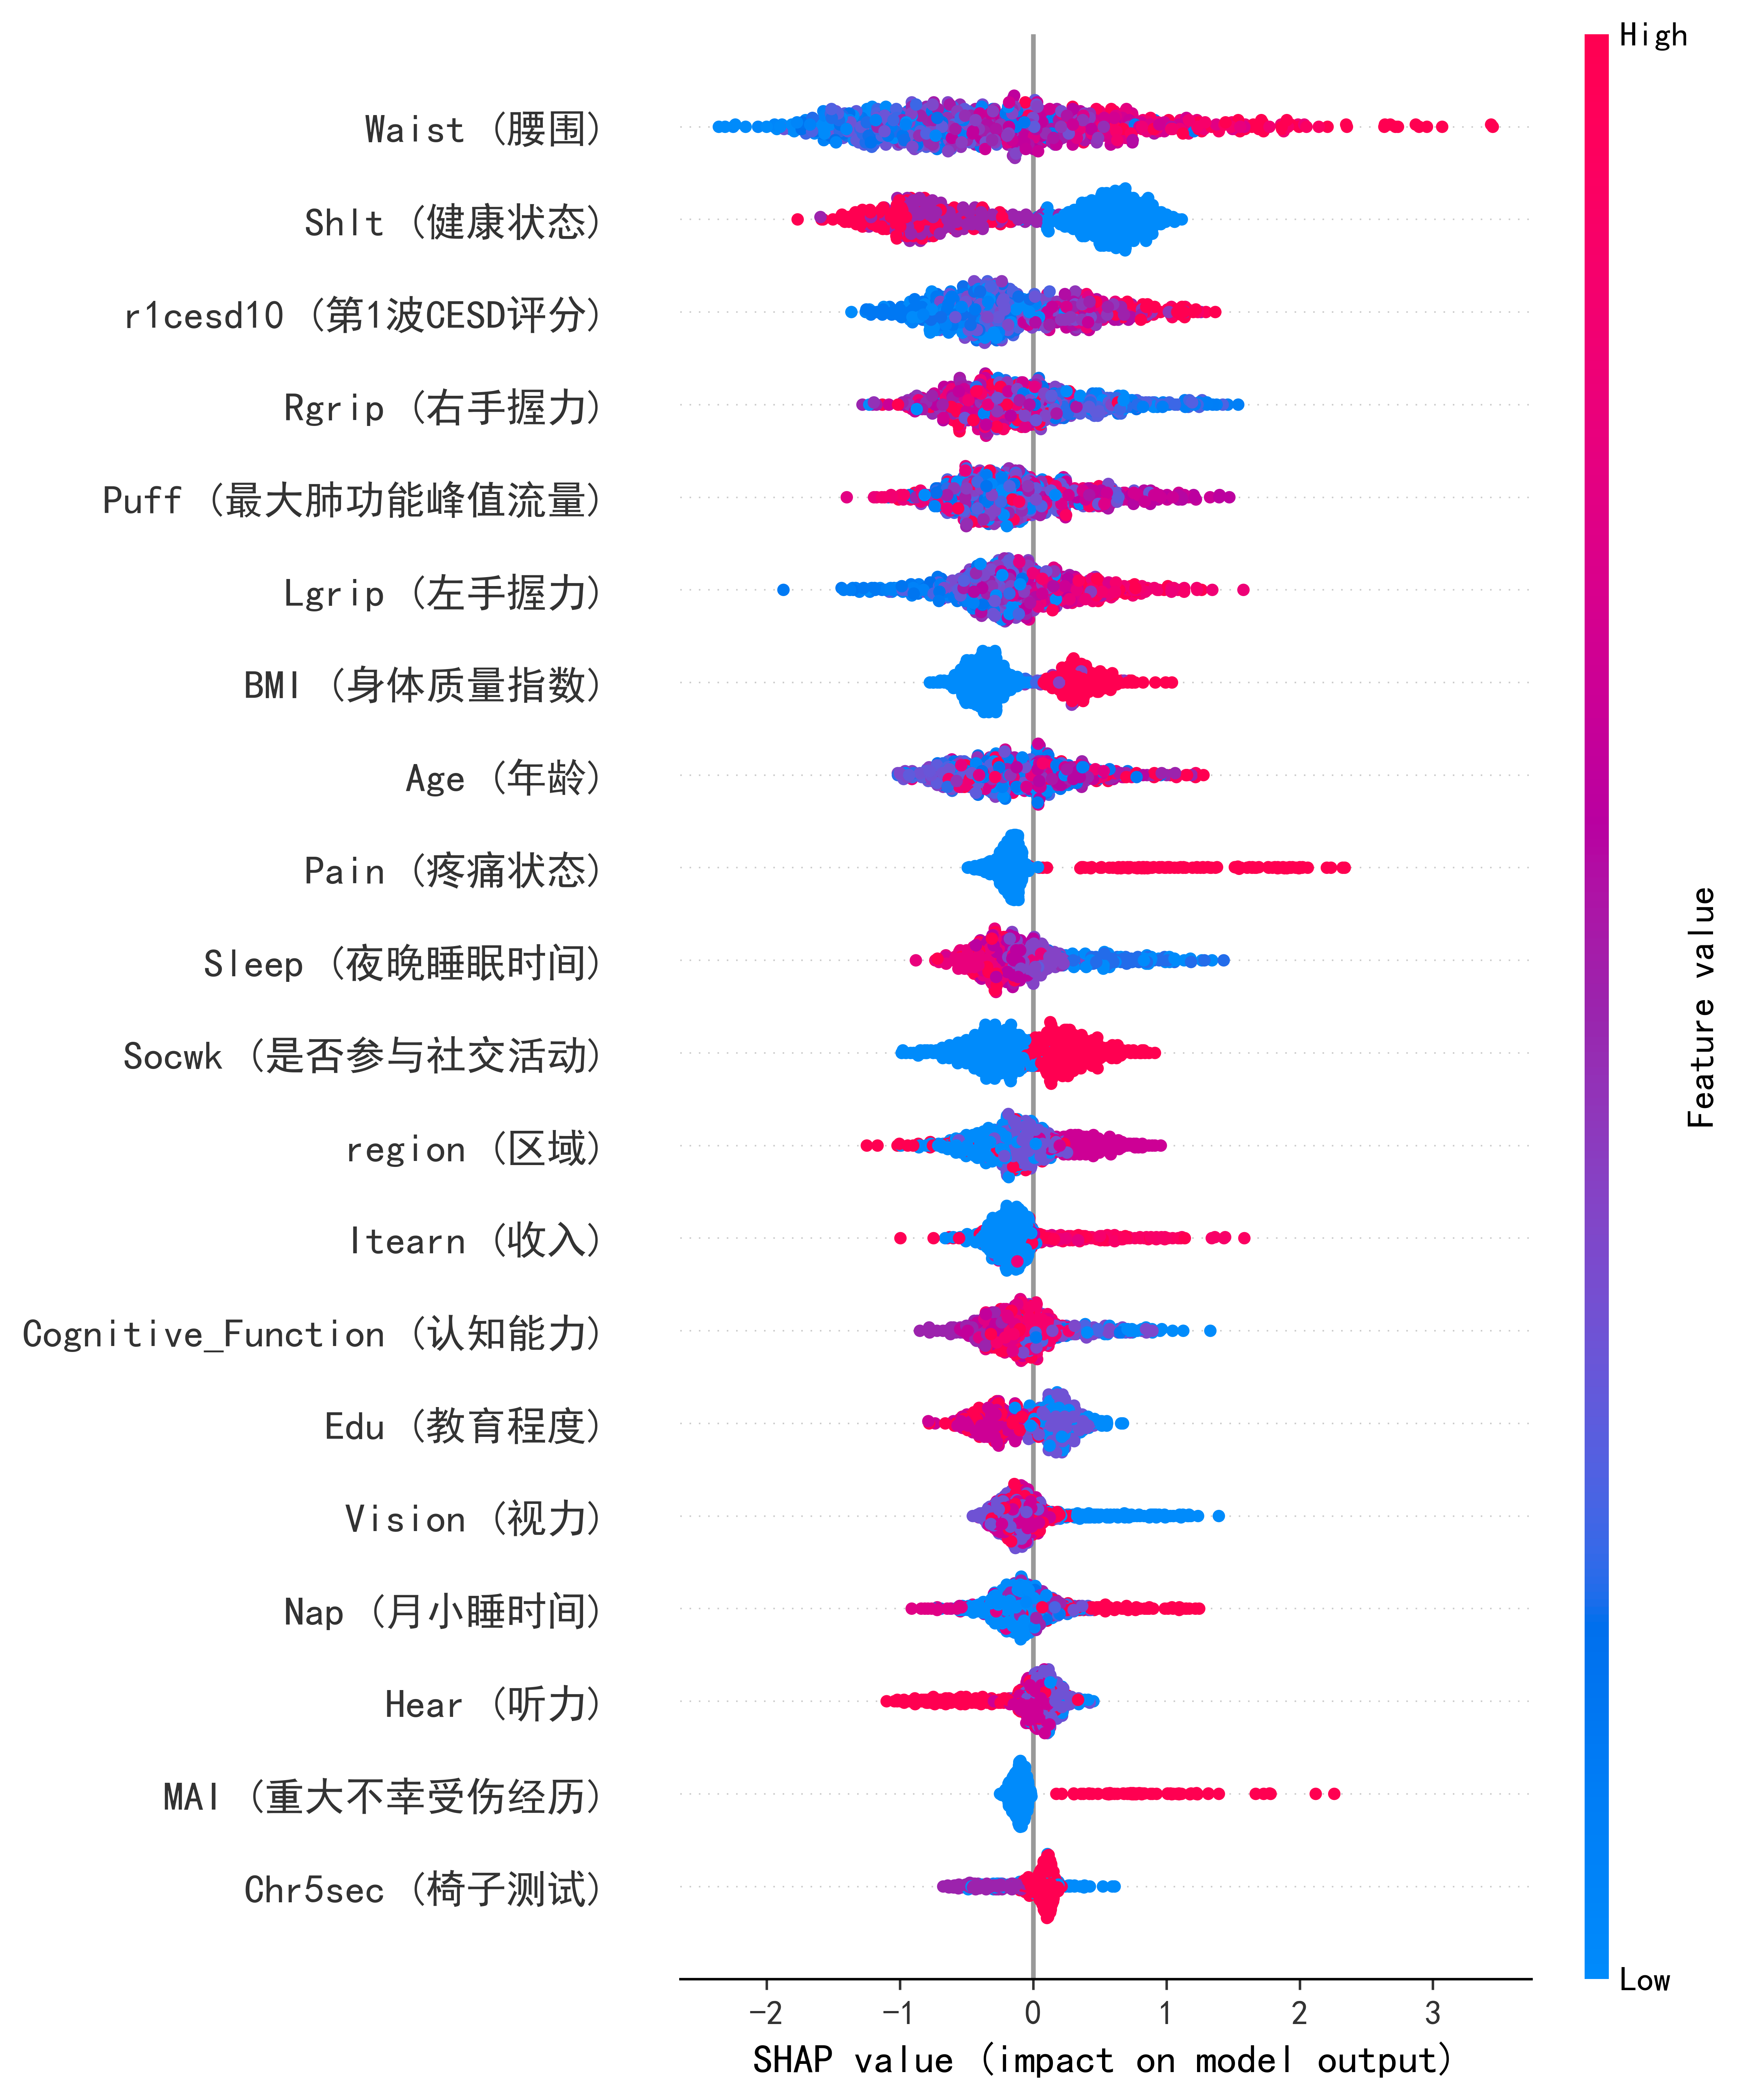 High
Waist (腰围)
Shlt (健康状态)
r1cesd10 (第1波CESD评分)
Rgrip (右手握力)
Puff (最大肺功能峰值流量)
Lgrip (左手握力)
BMI (身体质量指数)
Age (年龄)
Pain (疼痛状态)
Sleep (夜晚睡眠时间)
Socwk (是否参与社交活动)
region (区域)
Itearn (收入)
Cognitive_Function (认知能力)
Edu (教育程度)
Vision (视力)
Nap (月小睡时间)
Hear (听力)
MAI (重大不幸受伤经历)
Chr5sec (椅子测试)
Feature value
Low
−2 −1 0 1 2 3
SHAP value (impact on model output)